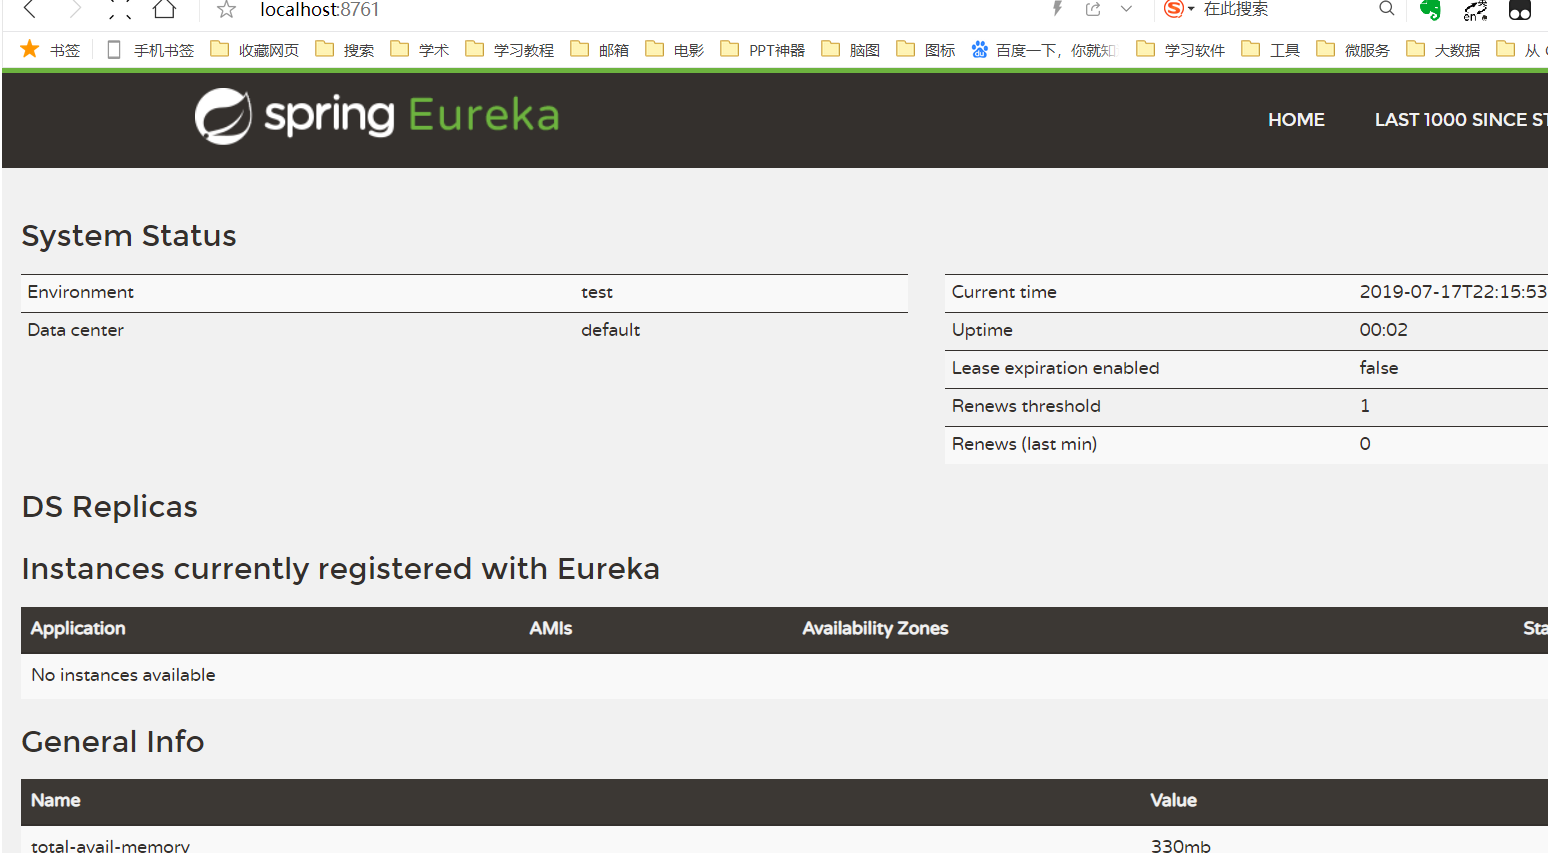 localhost:8761 在此搜索
书签 手机书签 收藏网页 搜索 学术 学习教程 邮箱 电影 PPT神器 脑图 图标 百度一下，你就知 学习软件 工具 微服务 大数据 从
spring Eureka HOME LAST 1000 SINCE ST
System Status
Environment test Current time 2019-07-17T22:15:53
Data center default Uptime 00:02
Lease expiration enabled false
Renews threshold 1
Renews (last min) 0
DS Replicas
Instances currently registered with Eureka
Application AMIs Availability Zones Sta
No instances available
General Info
Name Value
total-avail-memory 330mb